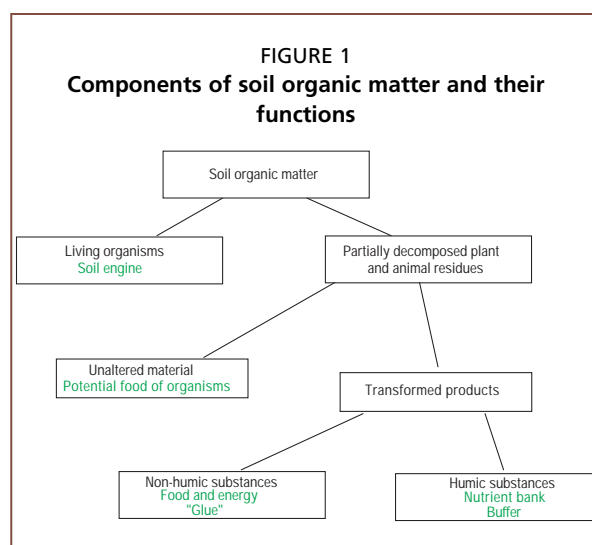 FIGURE 1
Components of soil organic matter and their
functions
Soil organic matter
Living organisms
Soil engine
Partially decomposed plant
and animal residues
Unaltered material
Potential food of organisms
Transformed products
Non-humic substances
Food and energy
"Glue"
Humic substances
Nutrient bank
Buffer